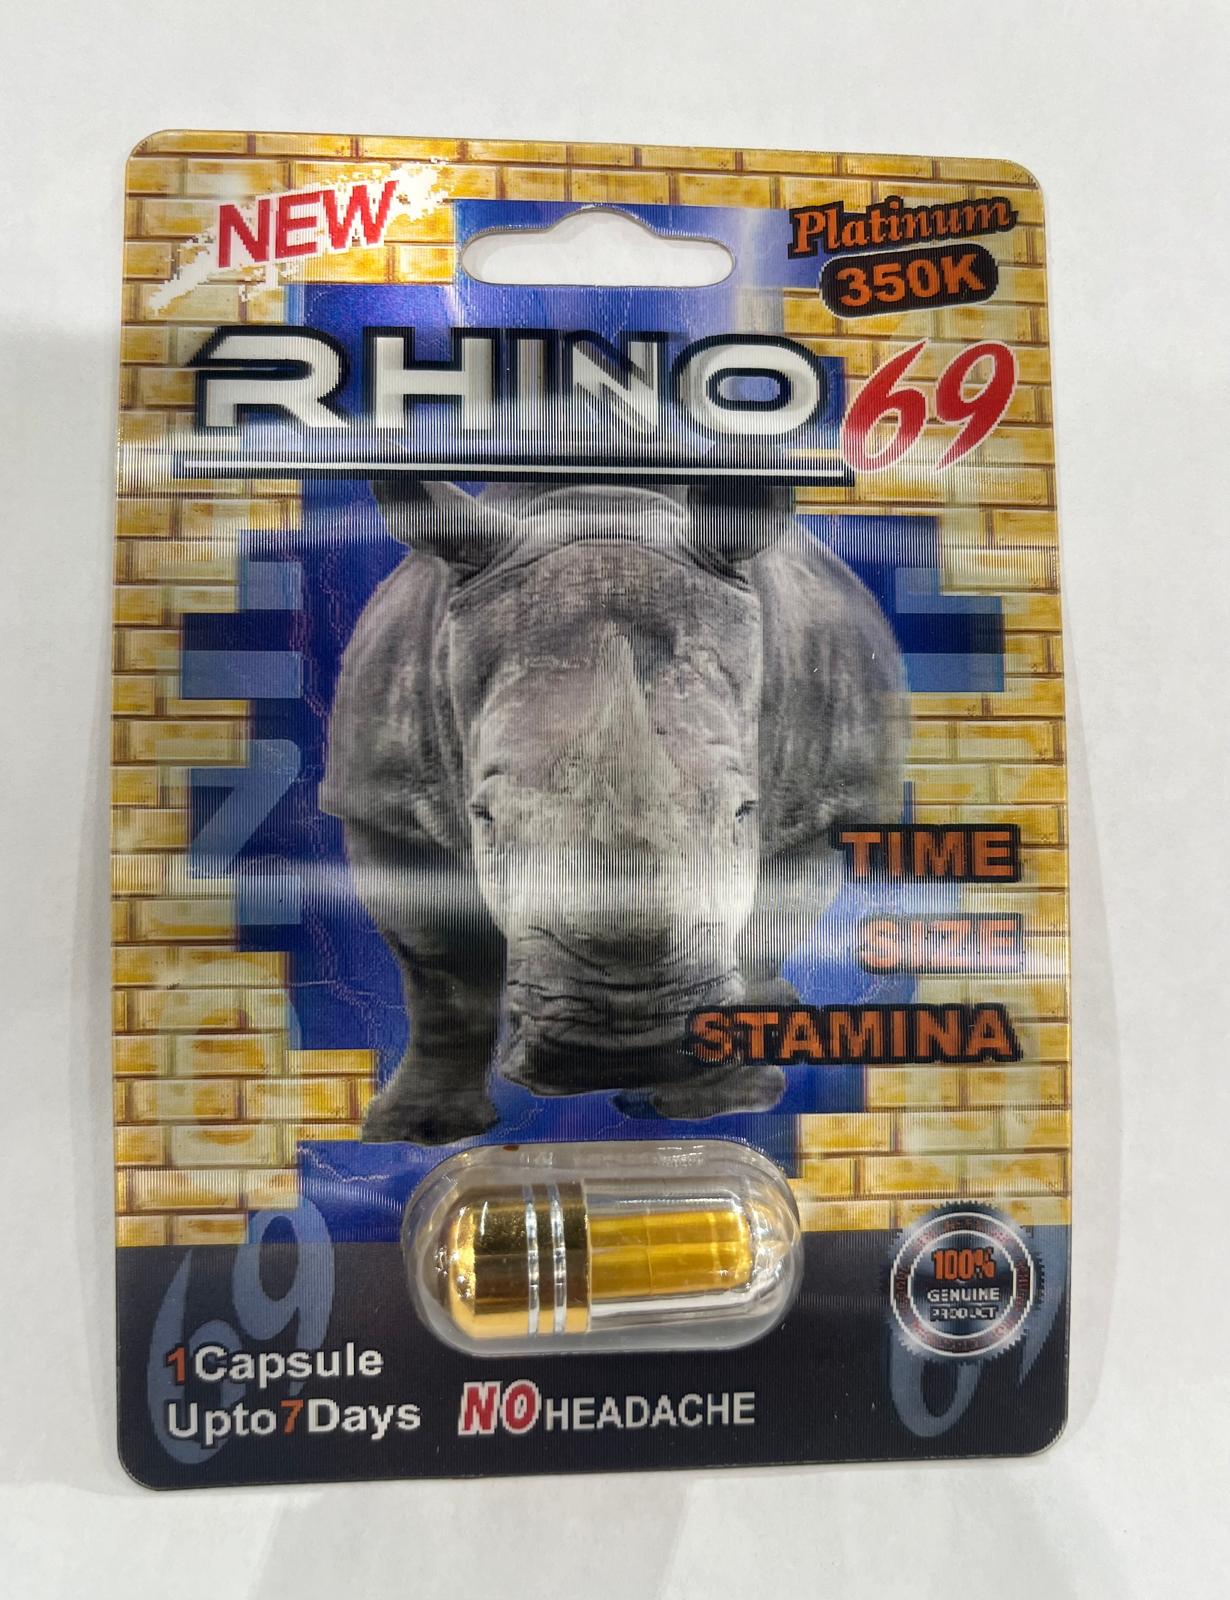 NEW
Platinum
350K
RHINO 69
TIME
SIZE
STAMINA
100%
GENUINE
PRODUCT
1Capsule
Upto7Days
NO HEADACHE